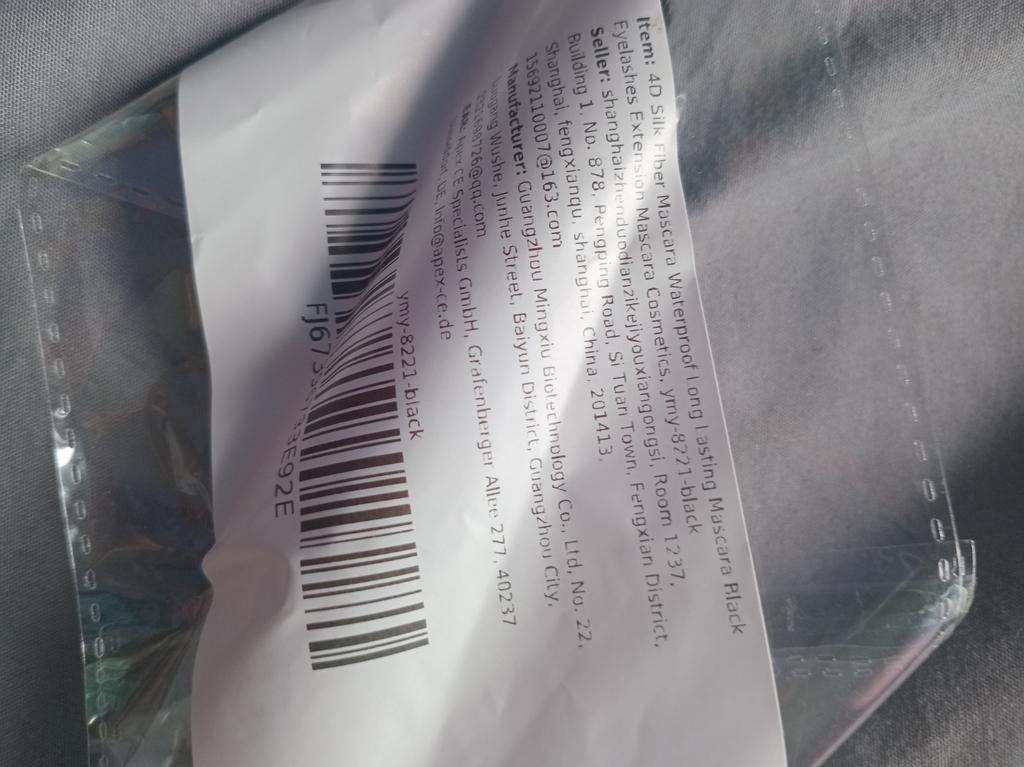 Item: 4D Silk Fiber Mascara Waterproof Long Lasting Mascara Black
Eyelashes Extension Mascara Cosmetics, ymy-8221-black
Seller: shanghaizhenduodianzikejiyouxiangongsi, Room 1237,
Building 1, No. 878, Pengping Road, Si Tuan Town, Fengxian District,
Shanghai, fengxianqu, shanghai, China, 201413,
15692110007@163.com
Manufacturer: Guangzhou Mingxiu Biotechnology Co., Ltd, No. 22,
Wushe, Junhe Street, Baiyun District, Guangzhou City,
@qq.com
Apex CE Specialists GmbH, Grafenberger Allee 277, 40237
DE, Info@apex-ce.de
ymy-8221-black